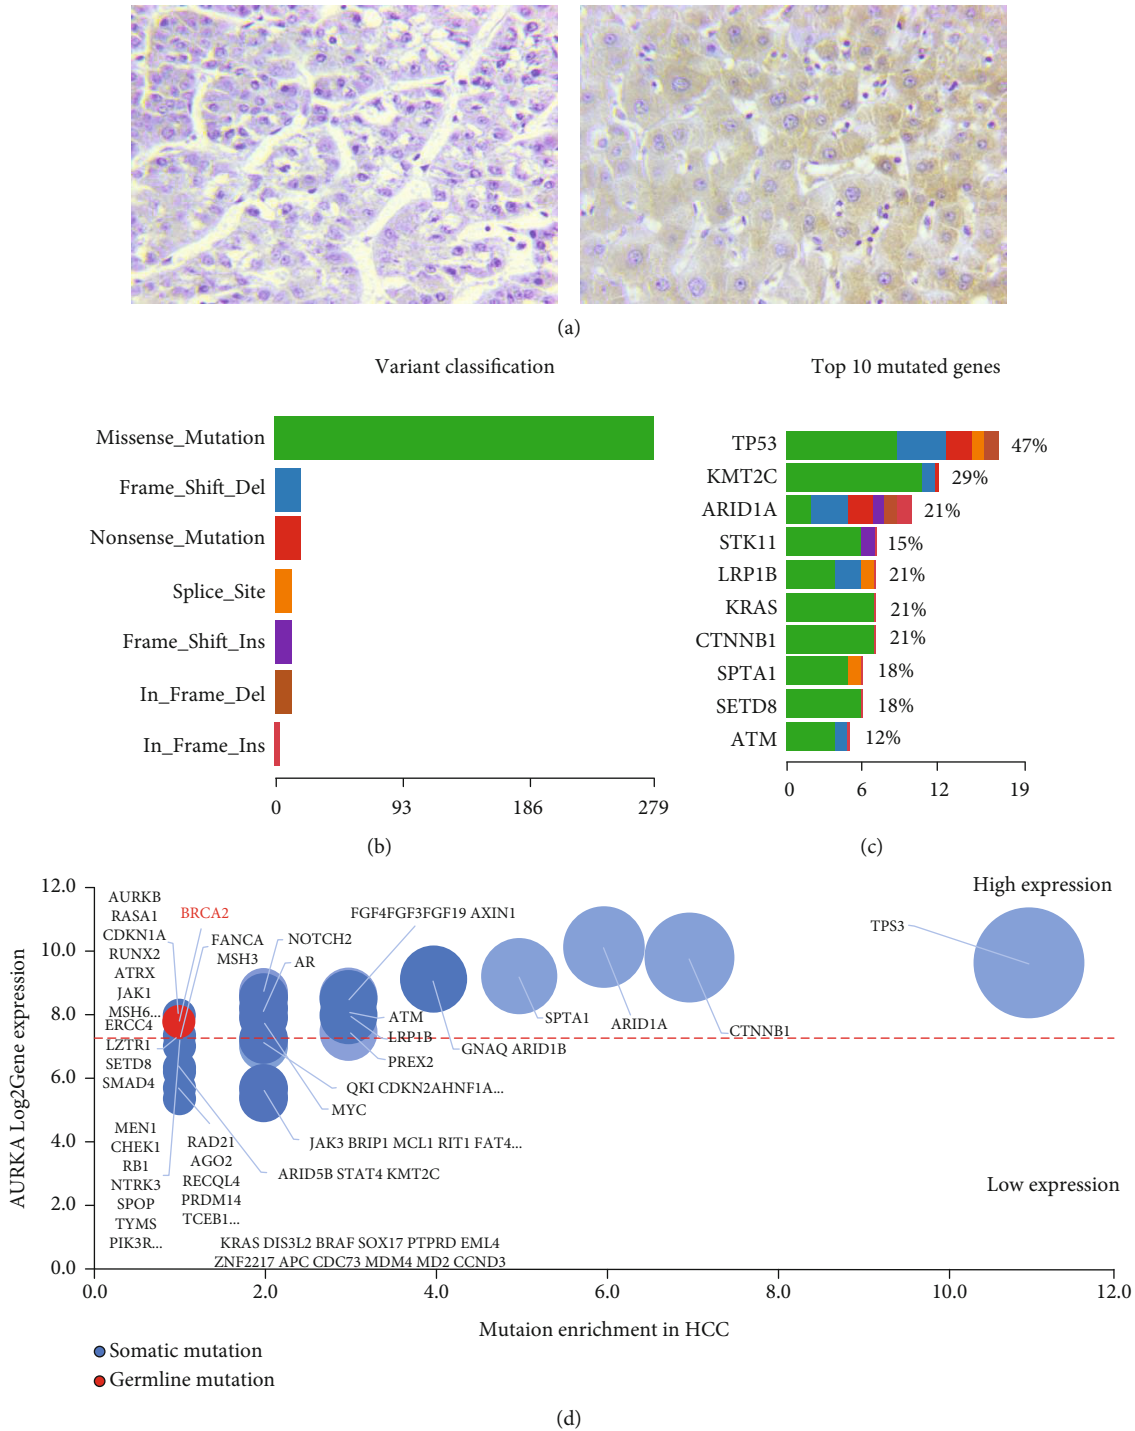 (a)
Variant classification
Missense_Mutation
Frame_Shift_Del
Nonsense_Mutation
Splice_Site
Frame_Shift_Ins
In_Frame_Del
In_Frame_Ins
0 93 186 279
(b)
Top 10 mutated genes
TP53 47%
KMT2C 29%
ARID1A 21%
STK11 15%
LRP1B 21%
KRAS 21%
CTNNB1 21%
SPTA1 18%
SETD8 18%
ATM 12%
0 6 12 19
(c)
AURKA Log2Gene expression
12.0
10.0
8.0
6.0
4.0
2.0
0.0
AURKB
RASA1
CDKN1A
RUNX2
ATRX
JAK1
MSH6...
ERCC4
LZTR1
SETD8
SMAD4
MEN1
CHEK1
RB1
NTRK3
SPOP
TYMS
PIK3R...
BRCA2
FANCA
MSH3
RAD21
AGO2
RECQL4
PRDM14
TCEB1...
NOTCH2
AR
FGF4FGF3FGF19 AXIN1
ATM
LRP1B
PREX2
QKI CDKN2AHNF1A...
MYC
JAK3 BRIP1 MCL1 RIT1 FAT4...
ARID5B STAT4 KMT2C
KRAS DIS3L2 BRAF SOX17 PTPRD EML4
ZNF2217 APC CDC73 MDM4 MD2 CCND3
GNAQ ARID1B
SPTA1
ARID1A
CTNNB1
TPS3
High expression
Low expression
0.0 2.0 4.0 6.0 8.0 10.0 12.0
Mutaion enrichment in HCC
Somatic mutation
Germline mutation
(d)